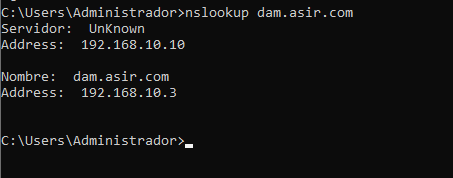 C:\Users\Administrador>nslookup dam.asir.com
Servidor:  UnKnown
Address:  192.168.10.10
Nombre:  dam.asir.com
Address:  192.168.10.3
C:\Users\Administrador>